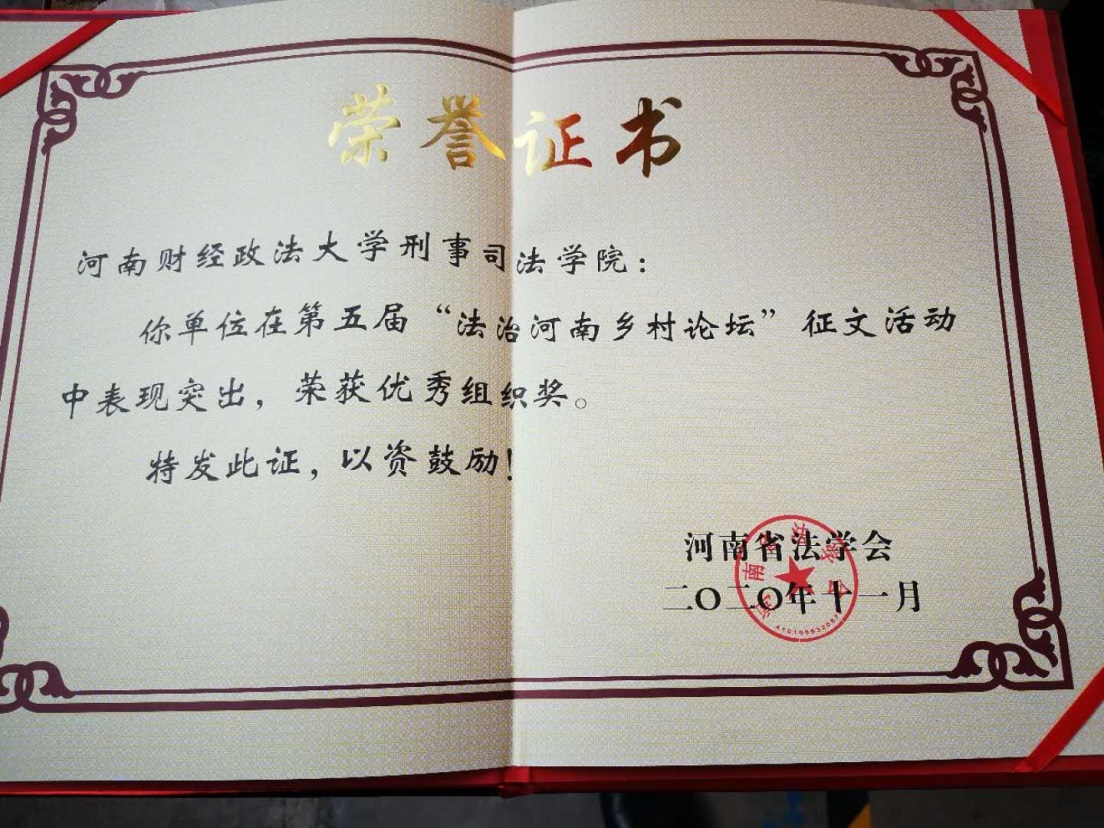 荣誉证书
河南财经政法大学刑事司法学院：
你单位在第五届“法治河南乡村论坛”征文活动
中表现突出，荣获优秀组织奖。
特发此证，以资鼓励！
河南省法学会
二〇二〇年十一月